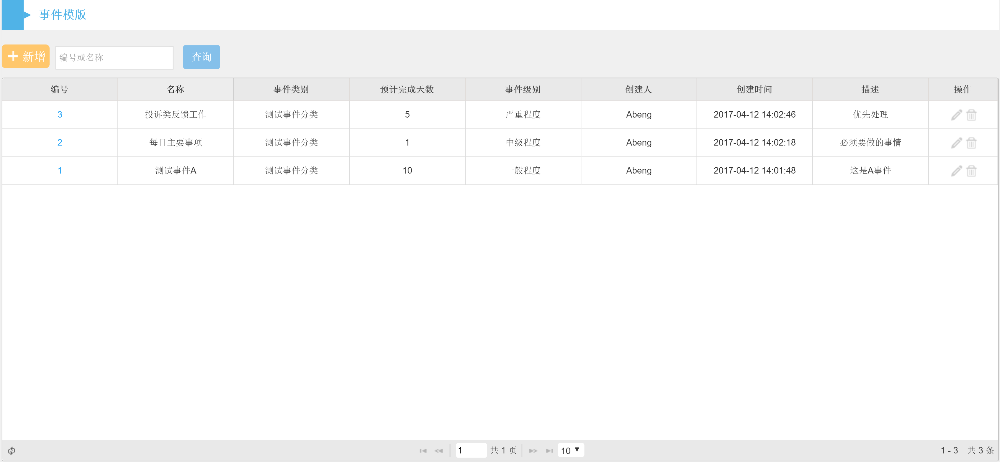 事件模版
新增 编号或名称 查询
编号 名称 事件类别 预计完成天数 事件级别 创建人 创建时间 描述 操作
3 投诉类反馈工作 测试事件分类 5 严重程度 Abeng 2017-04-12 14:02:46 优先处理
2 每日主要事项 测试事件分类 1 中级程度 Abeng 2017-04-12 14:02:18 必须要做的事情
1 测试事件A 测试事件分类 10 一般程度 Abeng 2017-04-12 14:01:48 这是A事件
1 共 1 页 10 1 - 3 共 3 条